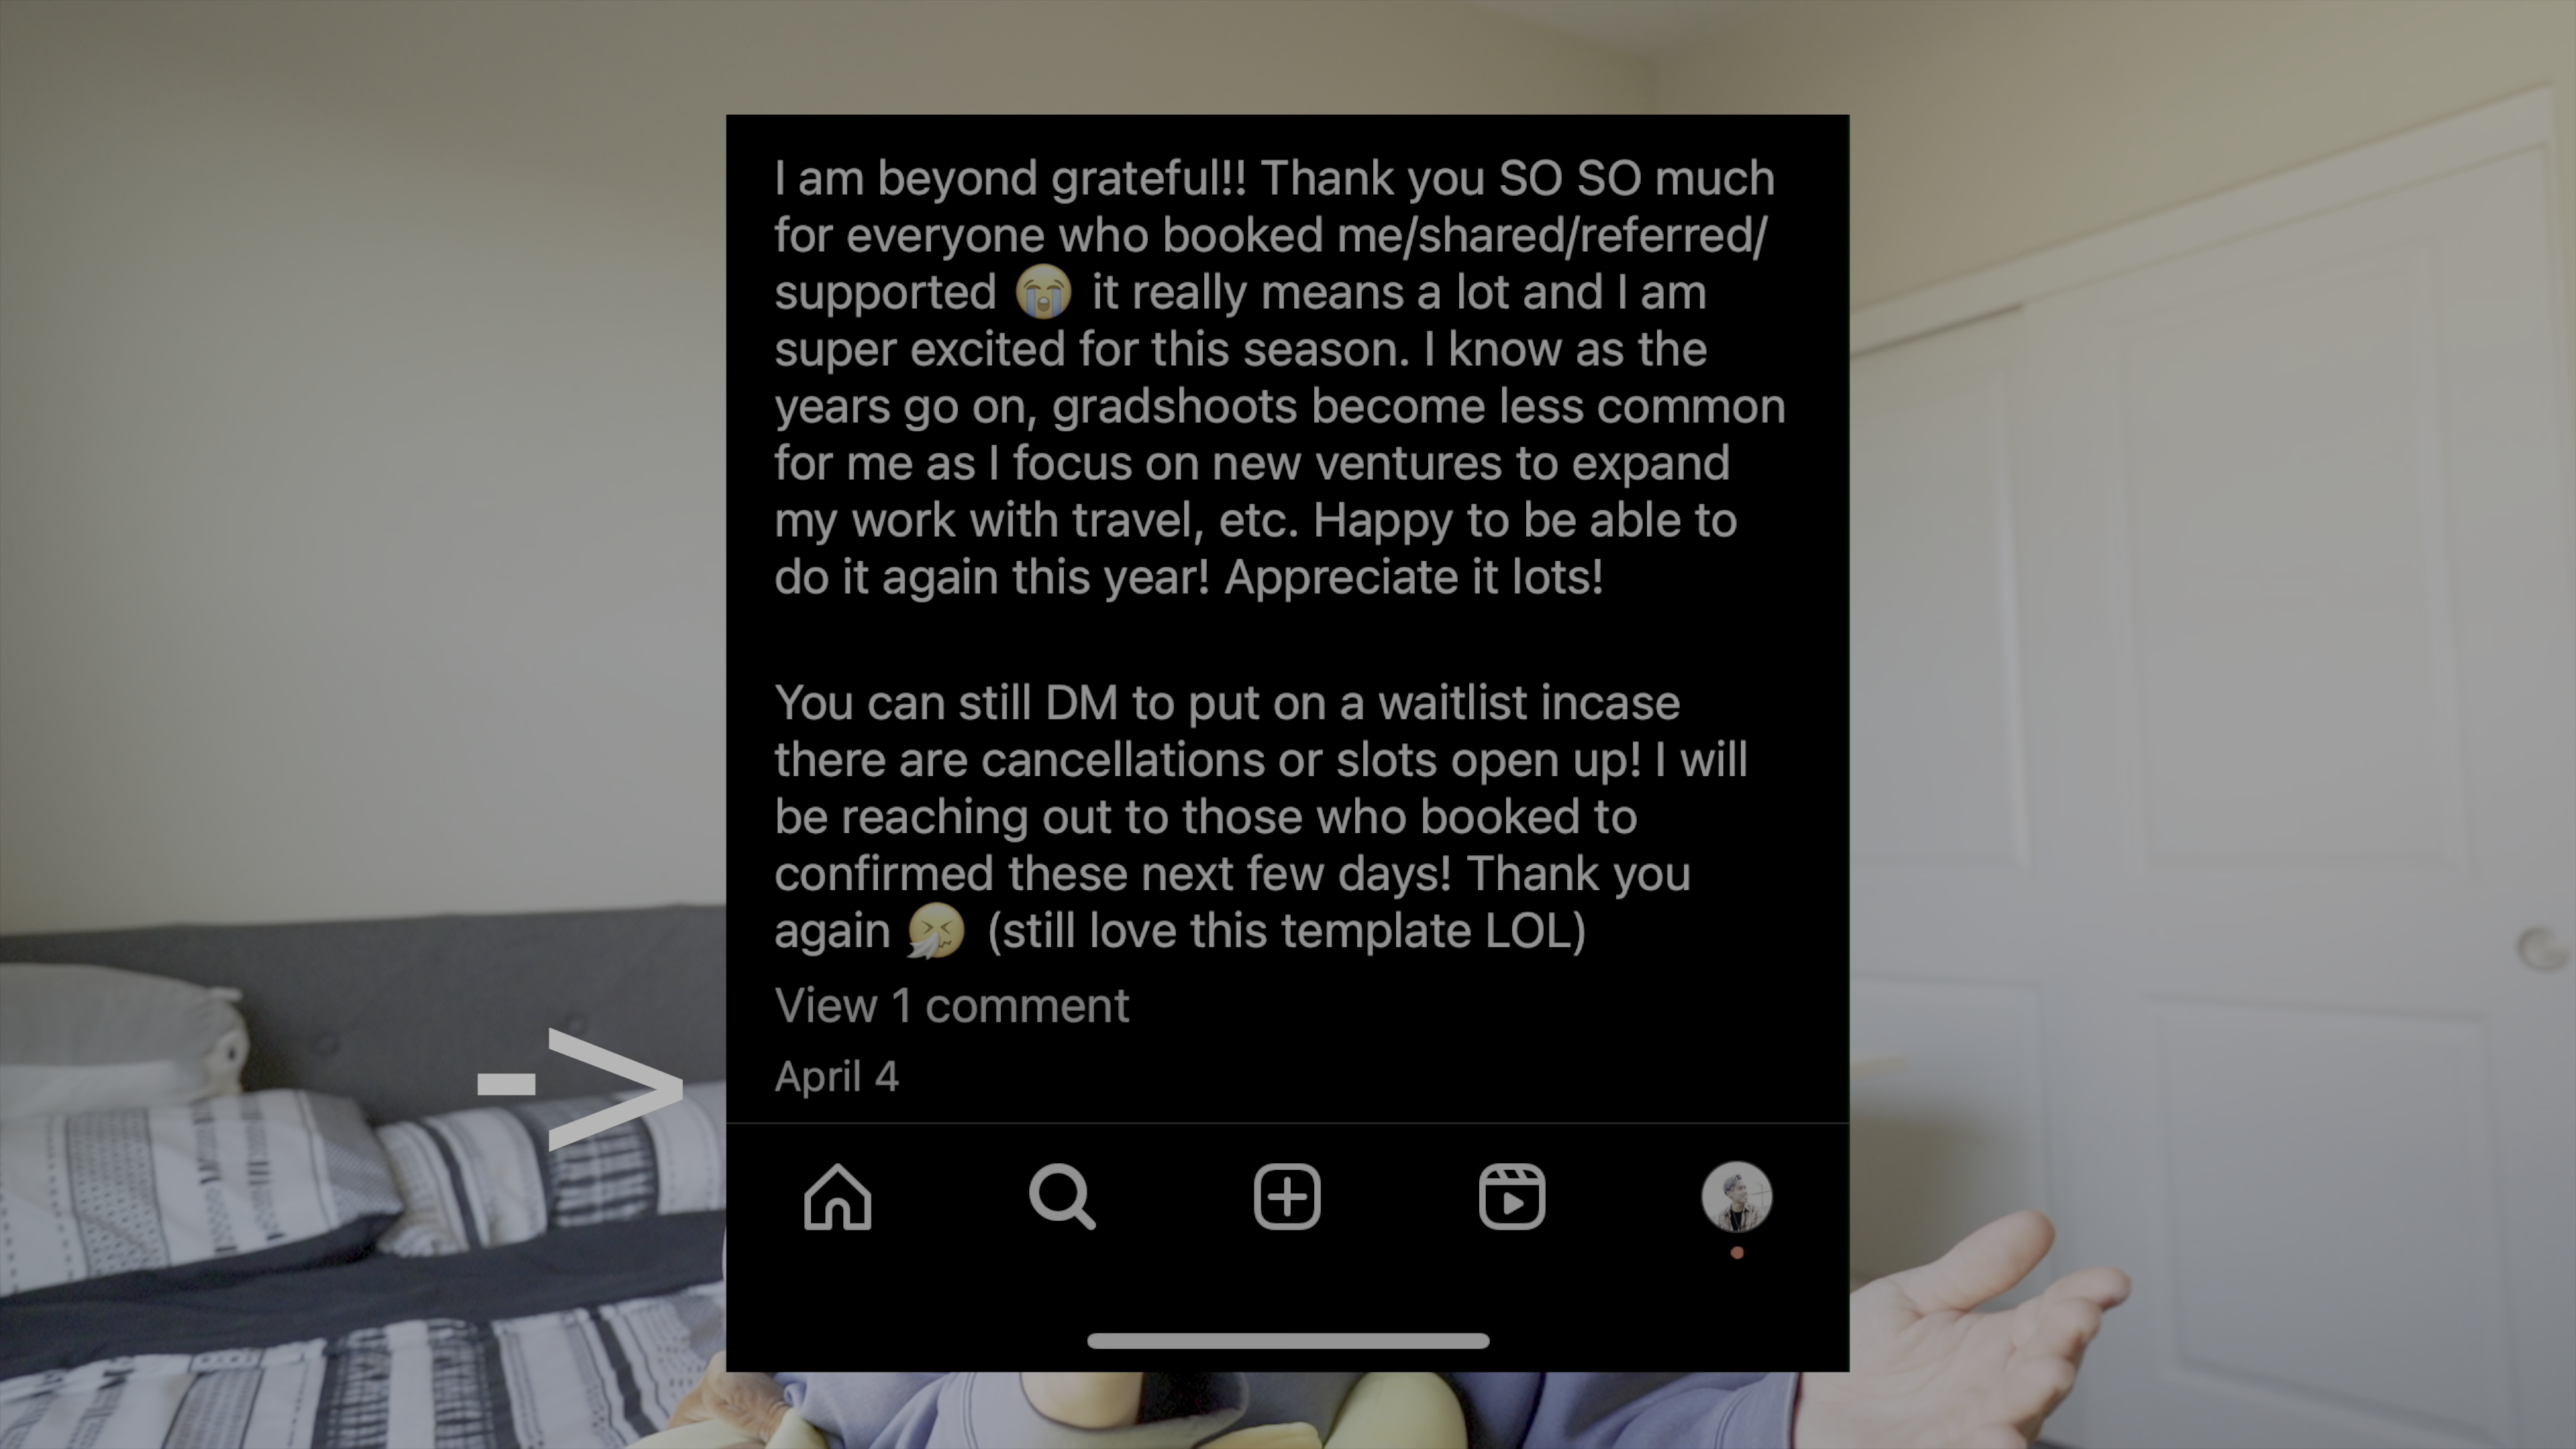 I am beyond grateful!! Thank you SO SO much
for everyone who booked me/shared/referred/
supported 😭 it really means a lot and I am
super excited for this season. I know as the
years go on, gradshoots become less common
for me as I focus on new ventures to expand
my work with travel, etc. Happy to be able to
do it again this year! Appreciate it lots!
You can still DM to put on a waitlist incase
there are cancellations or slots open up! I will
be reaching out to those who booked to
confirmed these next few days! Thank you
again 🤧 (still love this template LOL)
View 1 comment
->
April 4